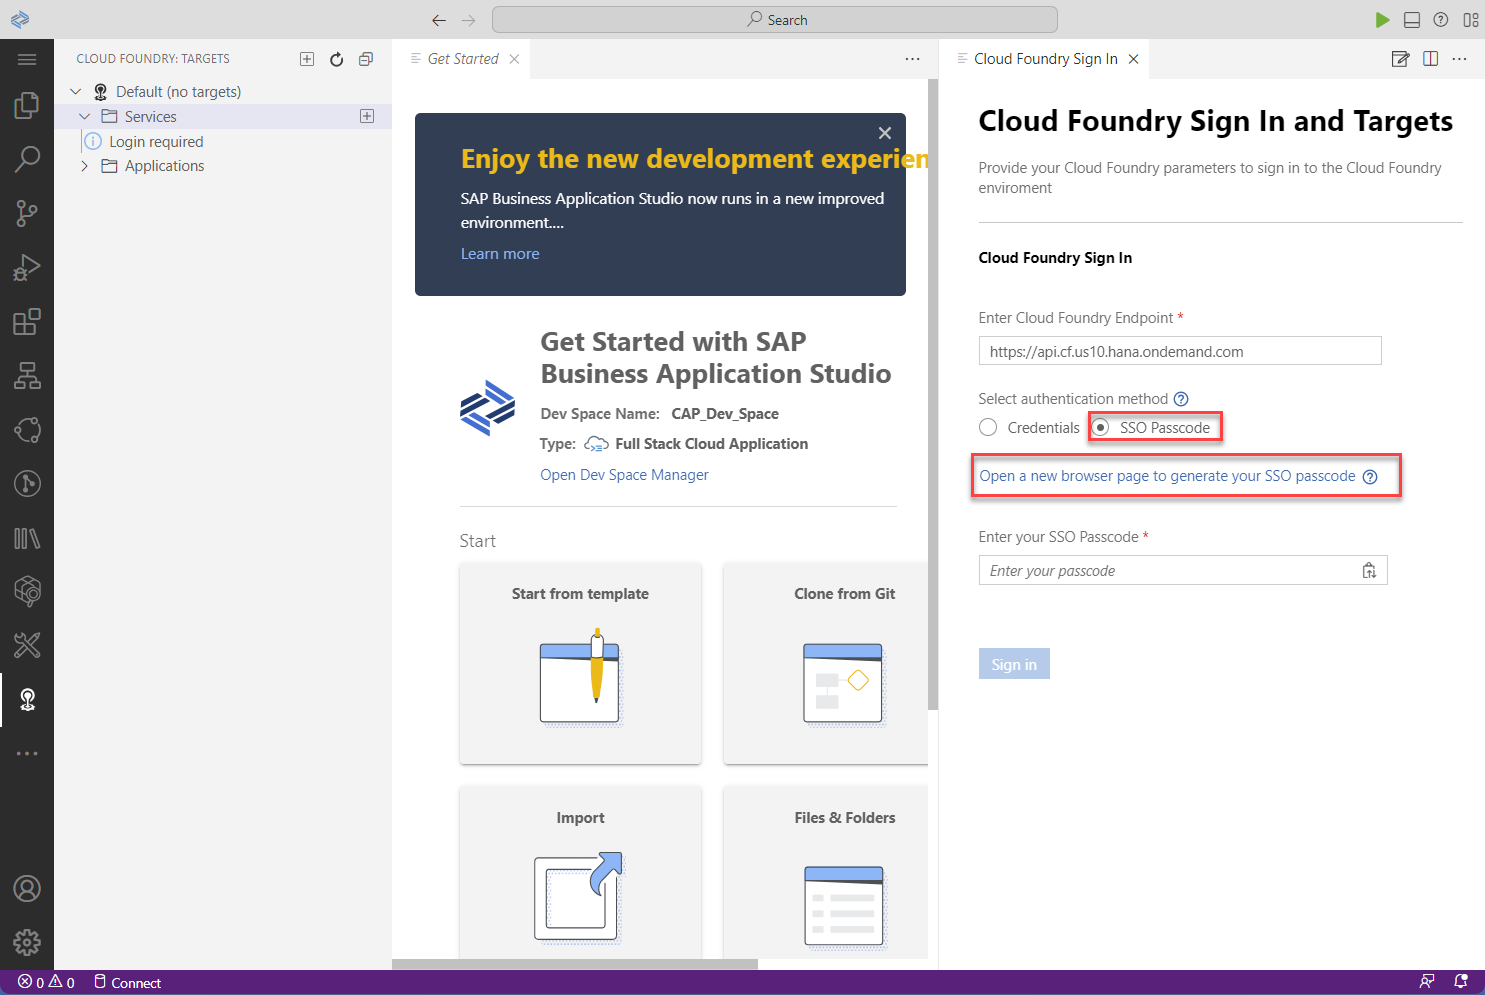 Search
CLOUD FOUNDRY: TARGETS
Default (no targets)
Services
Login required
Applications
Get Started
Enjoy the new development experien
SAP Business Application Studio now runs in a new improved
environment....
Learn more
Get Started with SAP
Business Application Studio
Dev Space Name: CAP_Dev_Space
Type: Full Stack Cloud Application
Open Dev Space Manager
Start
Start from template
Clone from Git
Import
Files & Folders
Cloud Foundry Sign In
Cloud Foundry Sign In and Targets
Provide your Cloud Foundry parameters to sign in to the Cloud Foundry
enviroment
Cloud Foundry Sign In
Enter Cloud Foundry Endpoint *
https://api.cf.us10.hana.ondemand.com
Select authentication method
Credentials
SSO Passcode
Open a new browser page to generate your SSO passcode
Enter your SSO Passcode *
Enter your passcode
Sign in
0 0 Connect